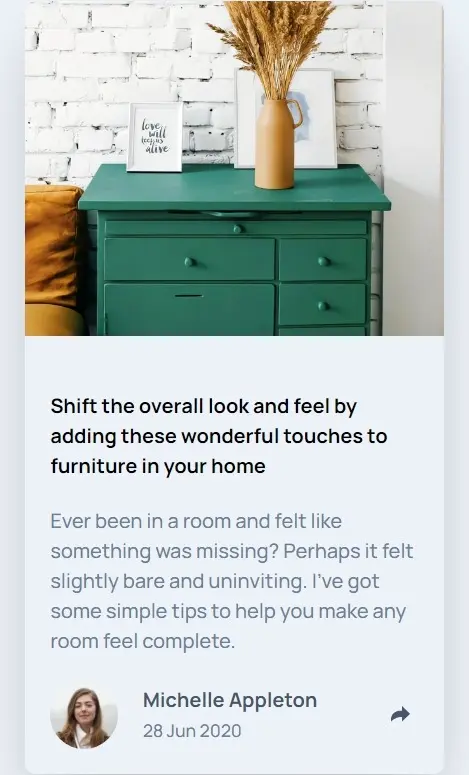 love
will
keep us
alive
Shift the overall look and feel by
adding these wonderful touches to
furniture in your home
Ever been in a room and felt like
something was missing? Perhaps it felt
slightly bare and uninviting. I've got
some simple tips to help you make any
room feel complete.
Michelle Appleton
28 Jun 2020